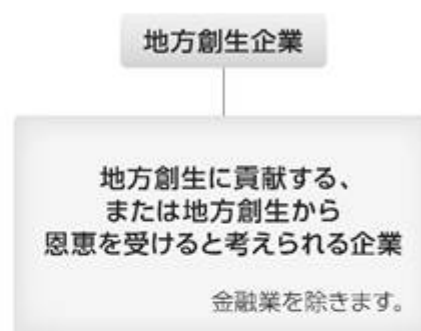 地方創生企業
地方創生に貢献する、
または地方創生から
恩恵を受けると考えられる企業
金融業を除きます。